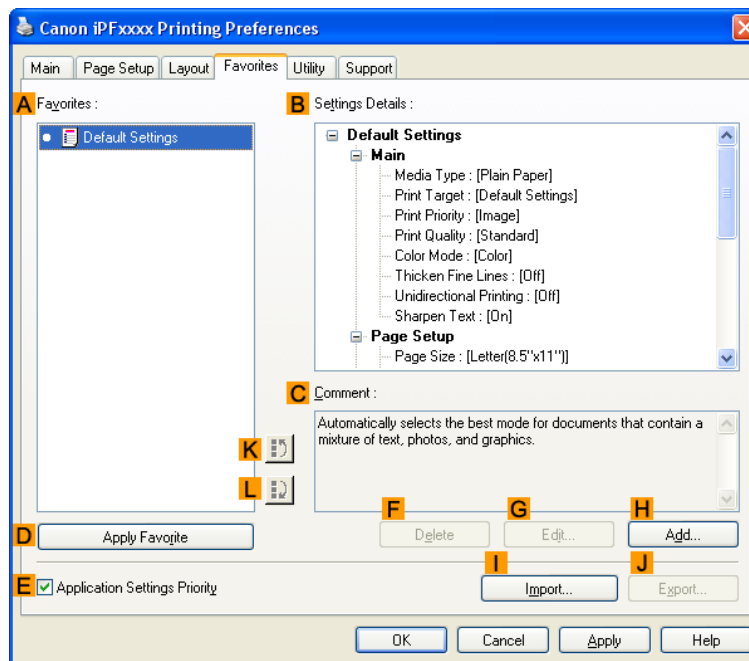 Canon iPFxxxx Printing Preferences
Main Page Setup Layout Favorites Utility Support
A Favorites :
Default Settings
B Settings Details :
Default Settings
Main
Media Type : [Plain Paper]
Print Target : [Default Settings]
Print Priority : [Image]
Print Quality : [Standard]
Color Mode : [Color]
Thicken Fine Lines : [Off]
Unidirectional Printing : [Off]
Sharpen Text : [On]
Page Setup
Page Size : [Letter(8.5"x11")]
C Comment :
Automatically selects the best mode for documents that contain a
mixture of text, photos, and graphics.
K
L
D Apply Favorite
F Delete
G Edit...
H Add...
E Application Settings Priority
I Import...
J Export...
OK Cancel Apply Help